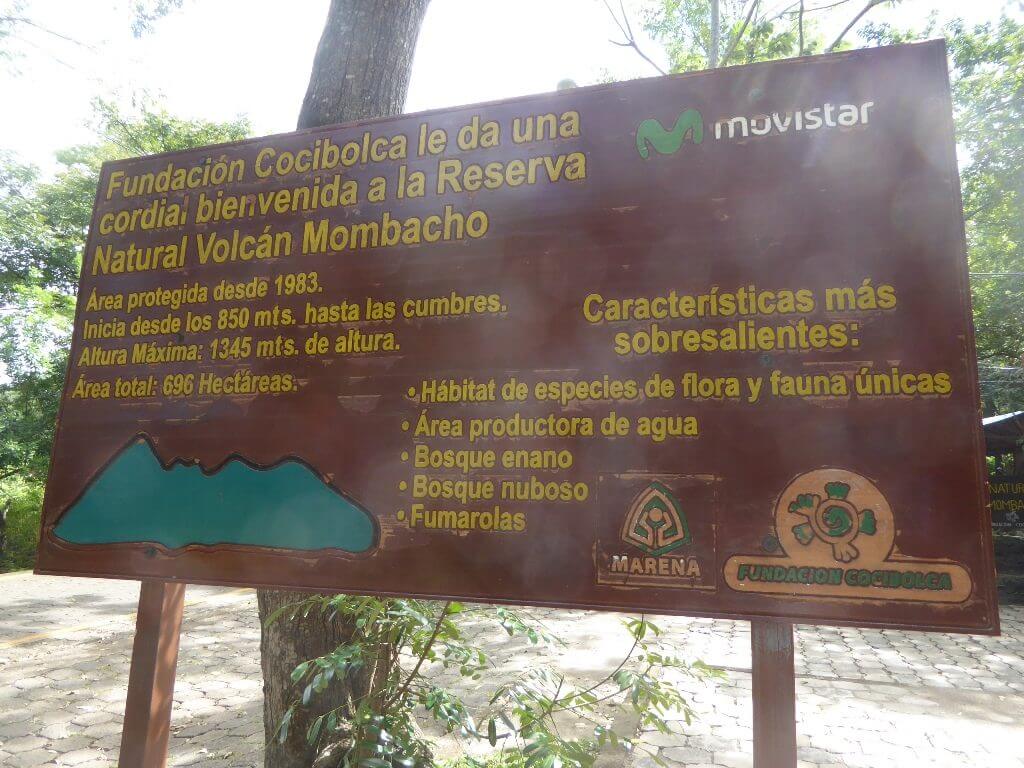 Fundación Cocibolca le da una
cordial bienvenida a la Reserva
Natural Volcán Mombacho
movistar
Área protegida desde 1983.
Inicia desde los 850 mts. hasta las cumbres.
Altura Máxima: 1345 mts. de altura.
Área total: 696 Hectáreas.
Características más
sobresalientes:
• Hábitat de especies de flora y fauna únicas
• Área productora de agua
• Bosque enano
• Bosque nuboso
• Fumarolas
MARENA
FUNDACION COCIBOLCA
NATUR
MOMBA